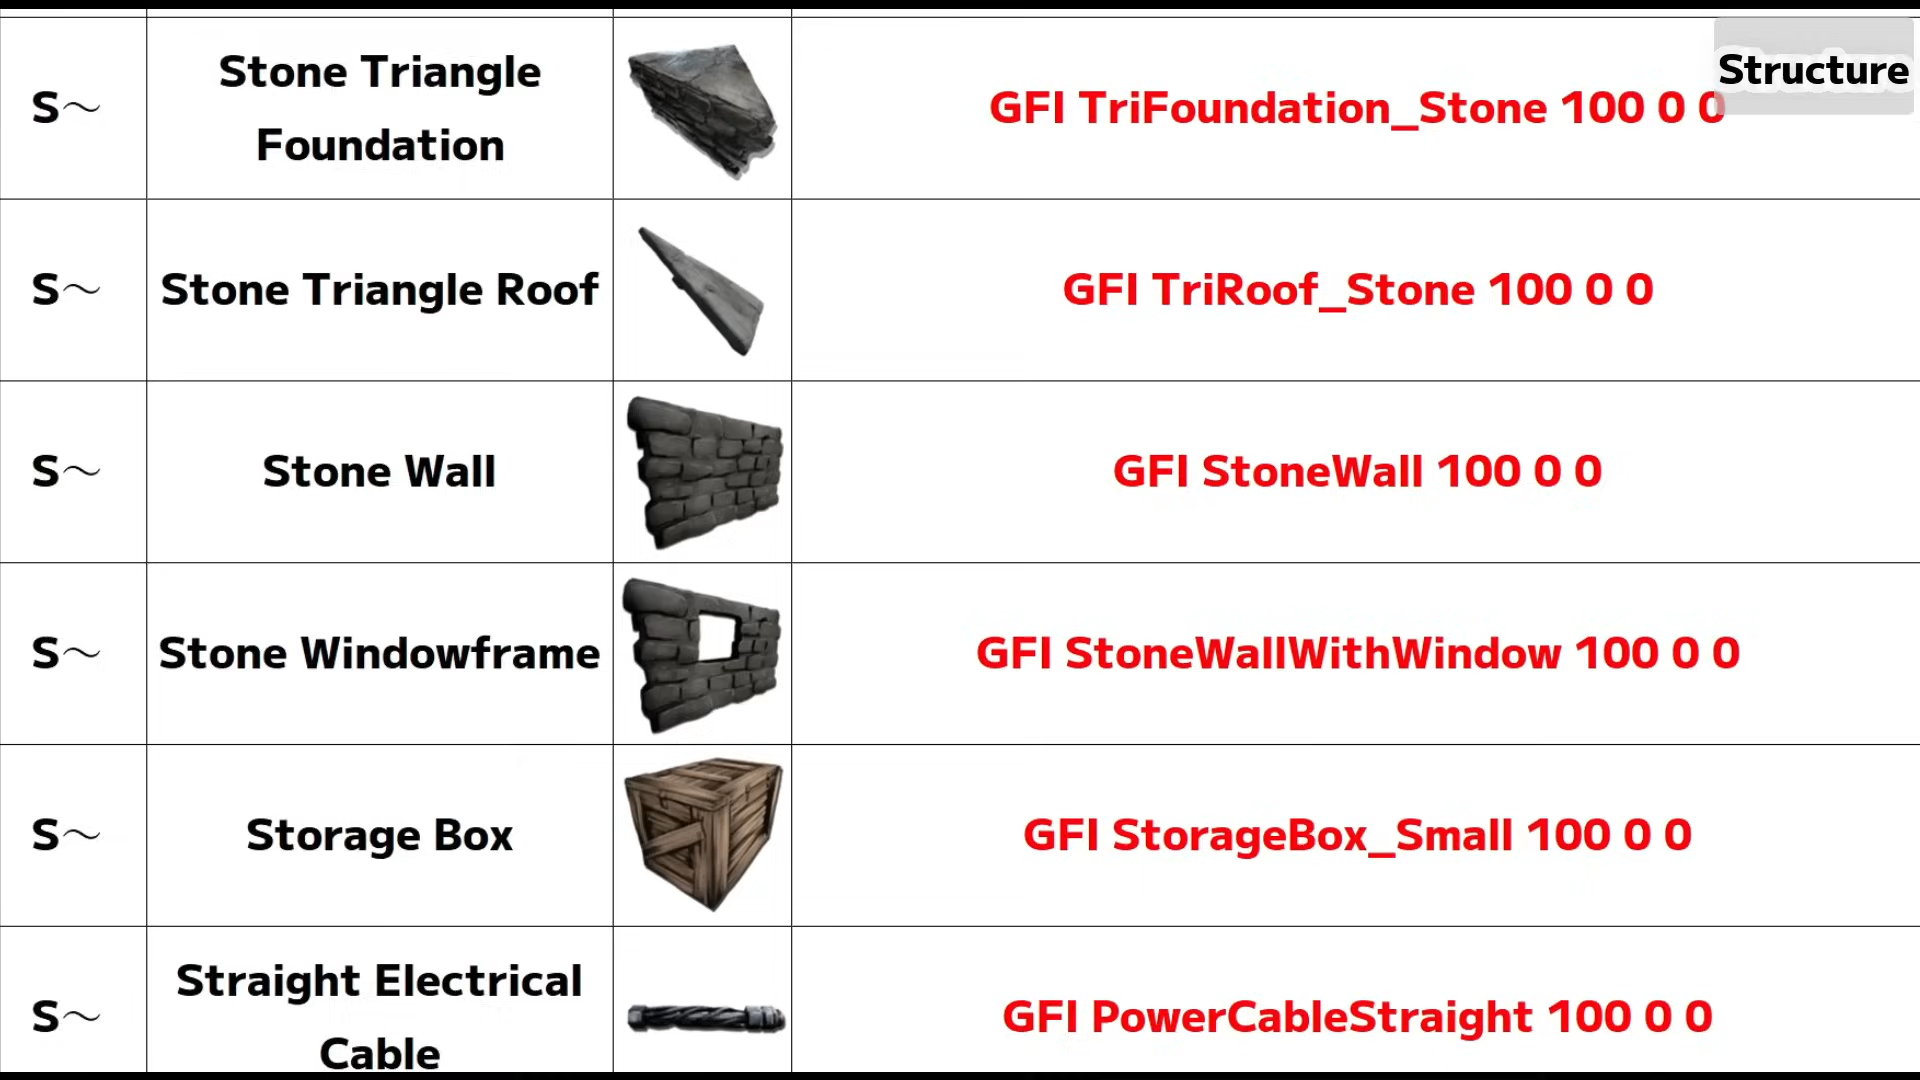 Structure
S～
Stone Triangle
Foundation
GFI TriFoundation_Stone 100 0 0
S～
Stone Triangle Roof
GFI TriRoof_Stone 100 0 0
S～
Stone Wall
GFI StoneWall 100 0 0
S～
Stone Windowframe
GFI StoneWallWithWindow 100 0 0
S～
Storage Box
GFI StorageBox_Small 100 0 0
S～
Straight Electrical
Cable
GFI PowerCableStraight 100 0 0